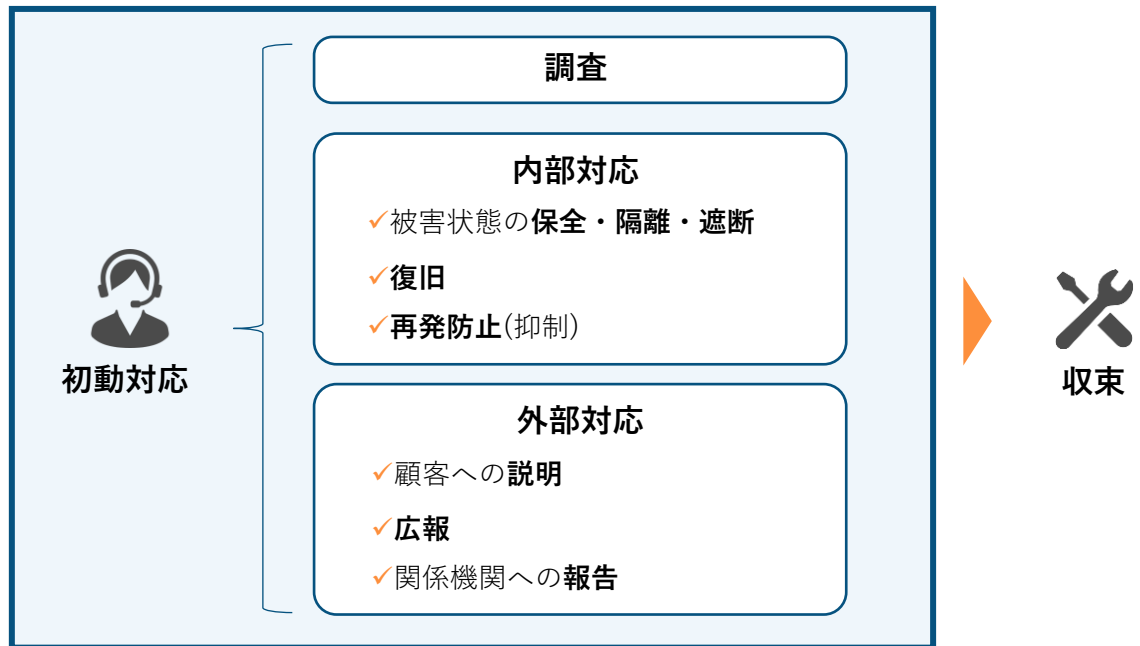 調査
内部対応
✓被害状態の保全・隔離・遮断
✓復旧
✓再発防止(抑制)
初動対応
外部対応
✓顧客への説明
✓広報
✓関係機関への報告
収束